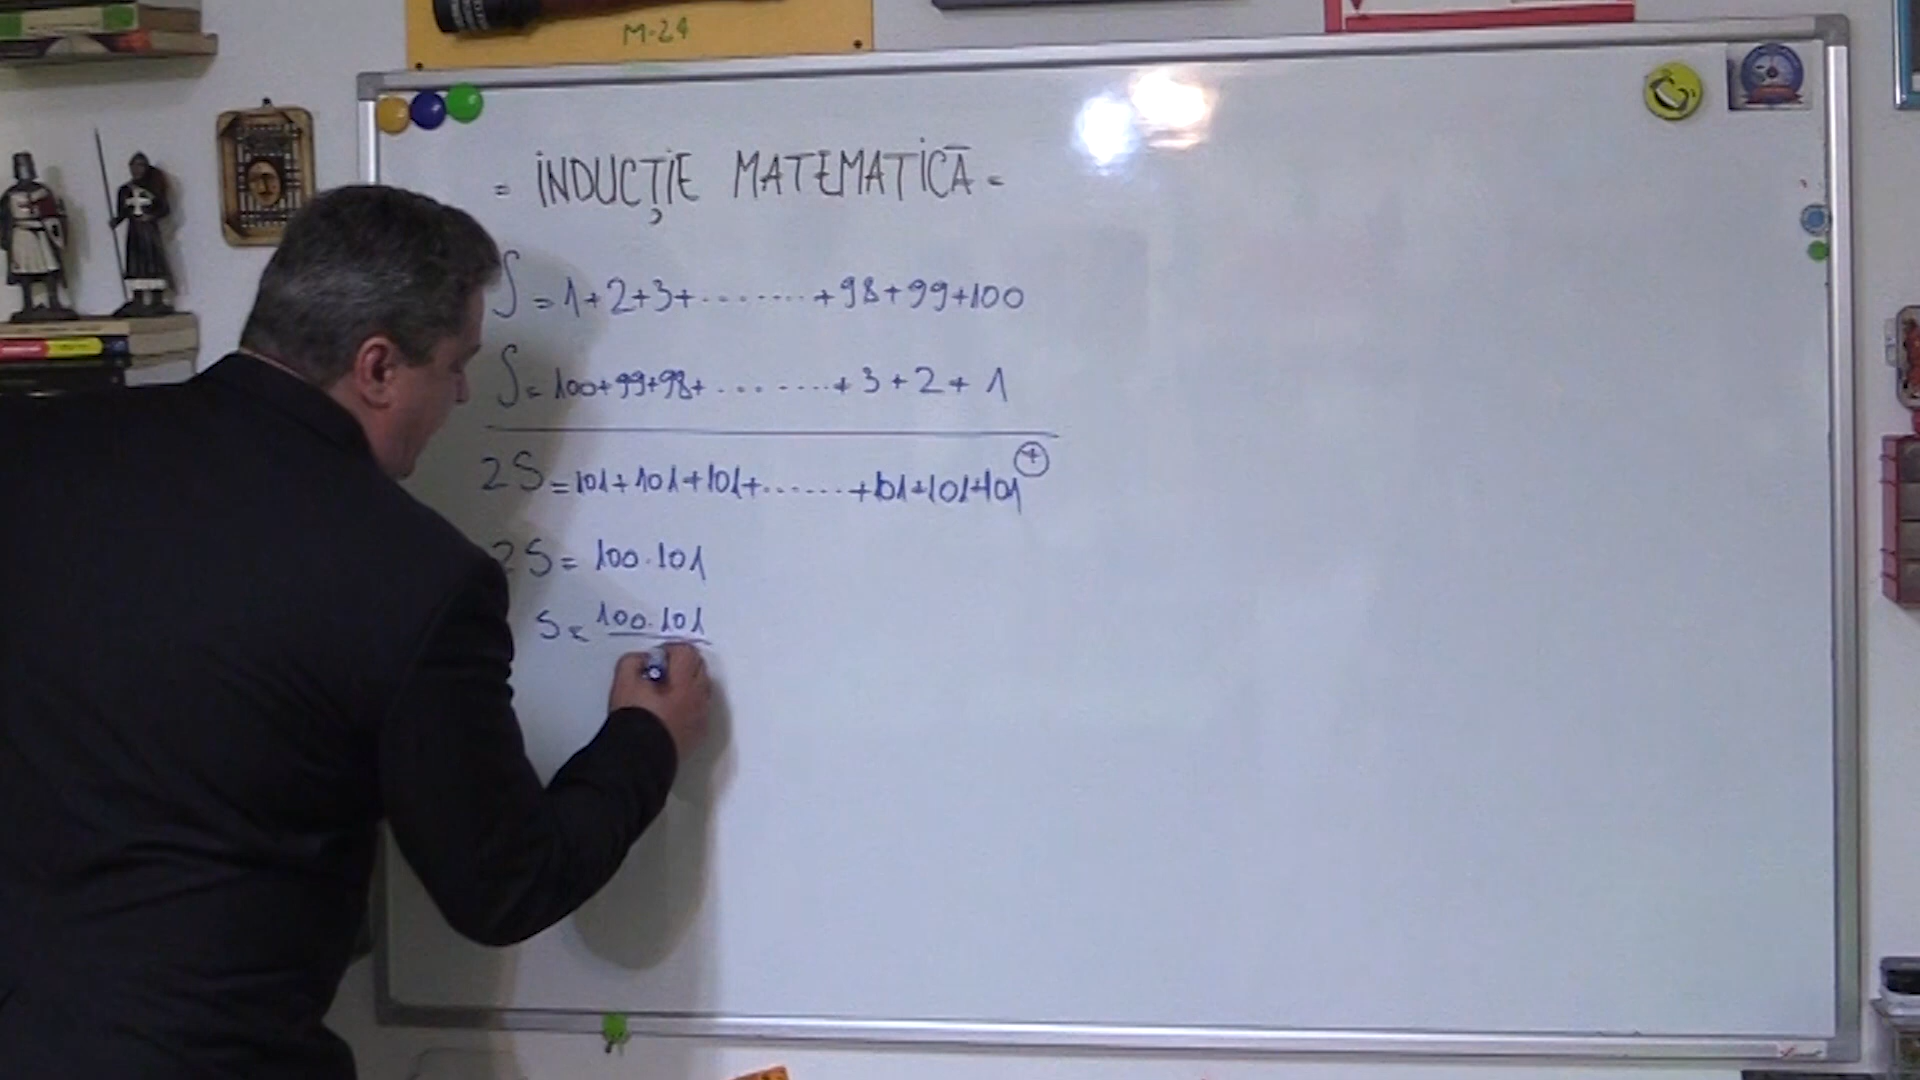 M-24
= INDUCȚIE MATEMATICĂ =
S = 1+2+3+........+98+99+100
S = 100+99+98+........+3+2+1
2S = 101+101+101+.......+101+101+101 +
2S = 100.101
S = 100.101